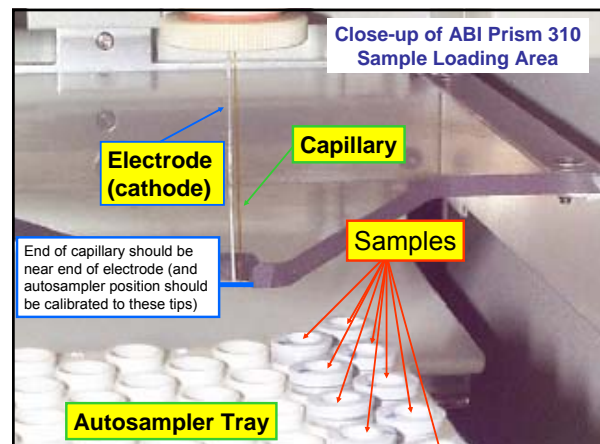 Close-up of ABI Prism 310
Sample Loading Area
Electrode
(cathode)
Capillary
End of capillary should be
near end of electrode (and
autosampler position should
be calibrated to these tips)
Samples
Autosampler Tray